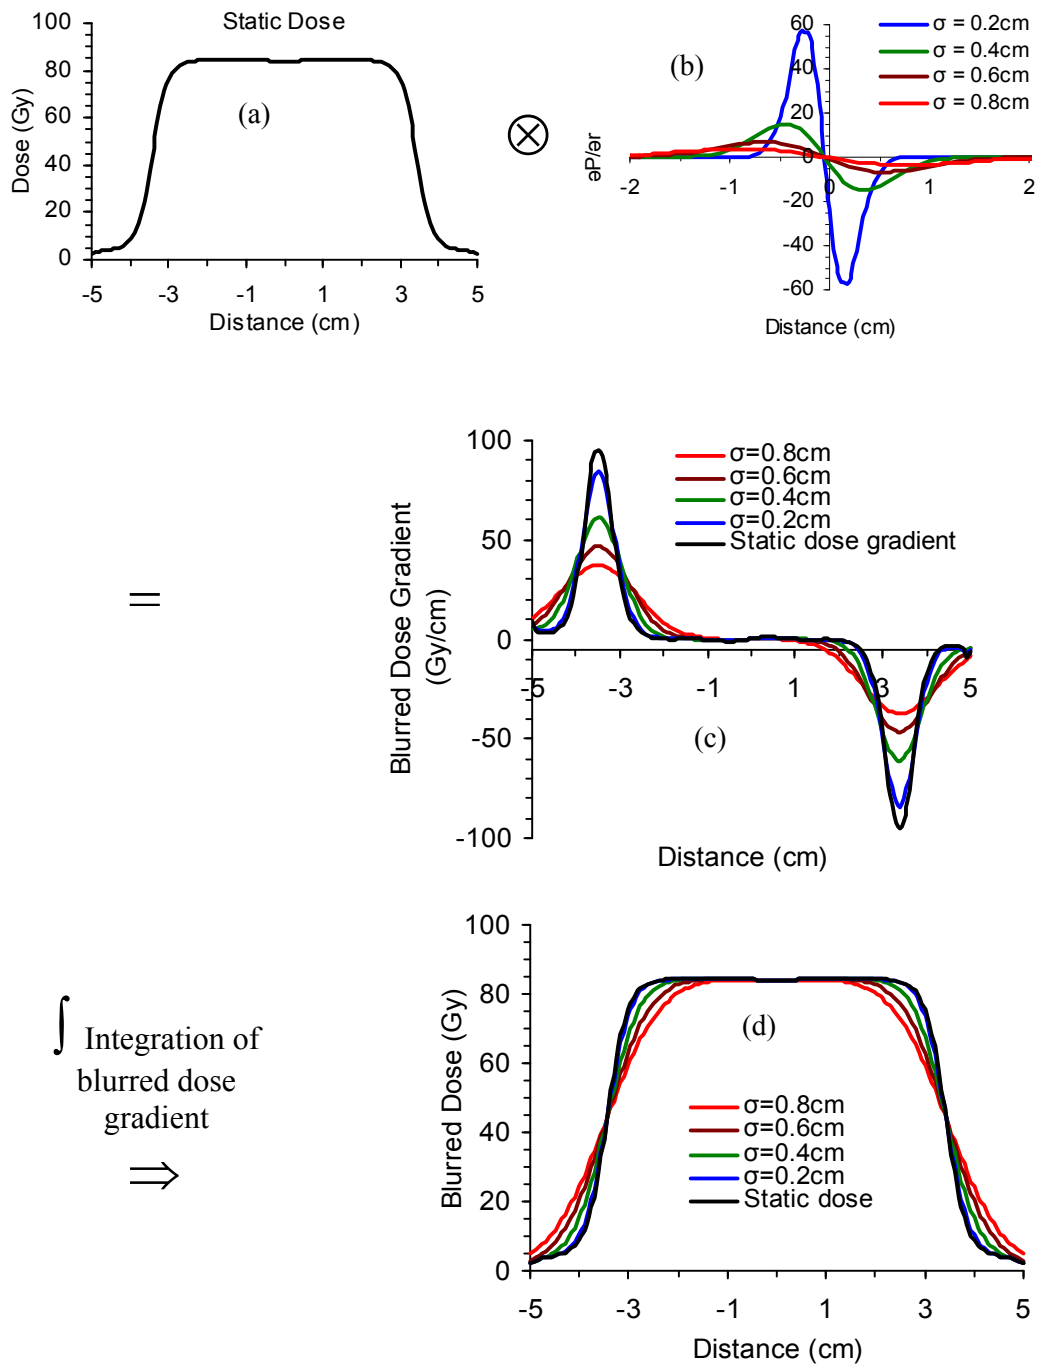 Static Dose
100
80
60
40
20
0
Dose (Gy)
(a)
-5
-3
-1
1
3
5
Distance (cm)
⊗
(b)
σ = 0.2cm
σ = 0.4cm
σ = 0.6cm
σ = 0.8cm
60
40
20
0
-20
-40
-60
∂P/∂r
-2
-1
0
1
2
Distance (cm)
=
100
50
0
-50
-100
Blurred Dose Gradient
(Gy/cm)
σ=0.8cm
σ=0.6cm
σ=0.4cm
σ=0.2cm
Static dose gradient
-5
-3
-1
1
3
5
(c)
Distance (cm)
∫ Integration of
blurred dose
gradient
⇒
100
80
60
40
20
0
Blurred Dose (Gy)
(d)
σ=0.8cm
σ=0.6cm
σ=0.4cm
σ=0.2cm
Static dose
-5
-3
-1
1
3
5
Distance (cm)